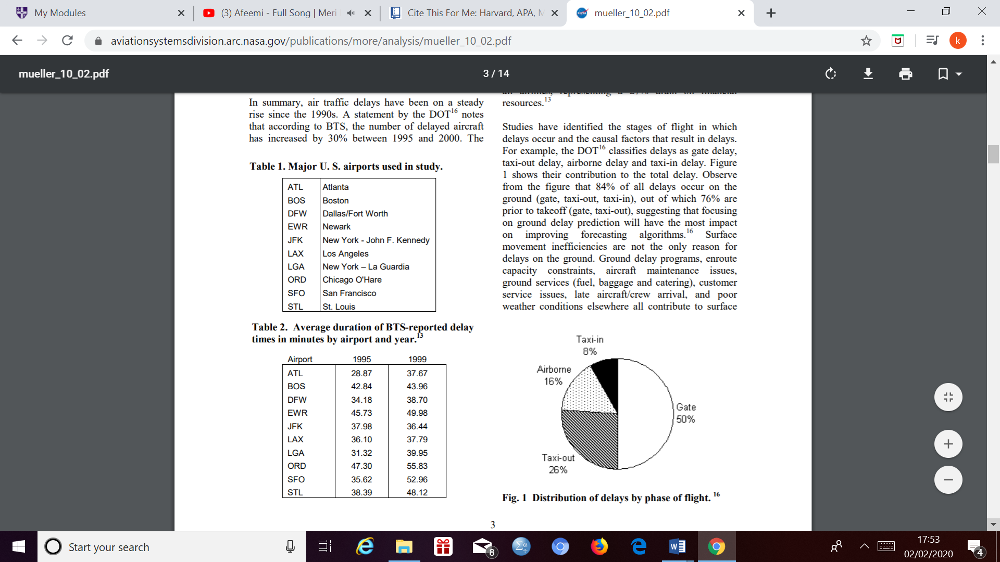 My Modules
(3) Afeemi - Full Song | Meri
Cite This For Me: Harvard, APA, M
mueller_10_02.pdf
aviationsystemsdivision.arc.nasa.gov/publications/more/analysis/mueller_10_02.pdf
k
mueller_10_02.pdf
3 / 14
In summary, air traffic delays have been on a steady
rise since the 1990s. A statement by the DOT16 notes
that according to BTS, the number of delayed aircraft
has increased by 30% between 1995 and 2000. The
Table 1. Major U. S. airports used in study.
ATL Atlanta
BOS Boston
DFW Dallas/Fort Worth
EWR Newark
JFK New York - John F. Kennedy
LAX Los Angeles
LGA New York – La Guardia
ORD Chicago O'Hare
SFO San Francisco
STL St. Louis
Table 2. Average duration of BTS-reported delay
times in minutes by airport and year.13
Airport 1995 1999
ATL 28.87 37.67
BOS 42.84 43.96
DFW 34.18 38.70
EWR 45.73 49.98
JFK 37.98 36.44
LAX 36.10 37.79
LGA 31.32 39.95
ORD 47.30 55.83
SFO 35.62 52.96
STL 38.39 48.12
all airlines, representing a 27% drain on financial
resources.13
Studies have identified the stages of flight in which
delays occur and the causal factors that result in delays.
For example, the DOT16 classifies delays as gate delay,
taxi-out delay, airborne delay and taxi-in delay. Figure
1 shows their contribution to the total delay. Observe
from the figure that 84% of all delays occur on the
ground (gate, taxi-out, taxi-in), out of which 76% are
prior to takeoff (gate, taxi-out), suggesting that focusing
on ground delay prediction will have the most impact
on improving forecasting algorithms.16 Surface
movement inefficiencies are not the only reason for
delays on the ground. Ground delay programs, enroute
capacity constraints, aircraft maintenance issues,
ground services (fuel, baggage and catering), customer
service issues, late aircraft/crew arrival, and poor
weather conditions elsewhere all contribute to surface
Taxi-in
8%
Airborne
16%
Gate
50%
Taxi-out
26%
Fig. 1 Distribution of delays by phase of flight. 16
3
Start your search
8
17:53
02/02/2020
4